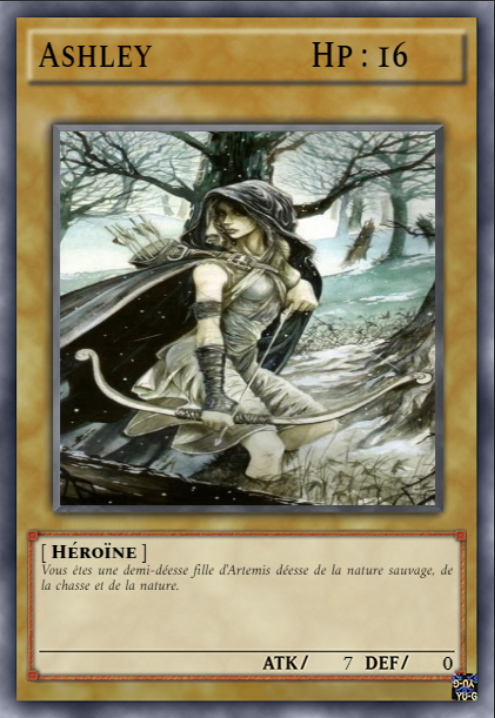 Ashley Hp : 16
[ Héroïne ]
Vous êtes une demi-déesse fille d'Artemis déesse de la nature sauvage, de
la chasse et de la nature.
ATK/ 7 DEF/ 0
YU-G